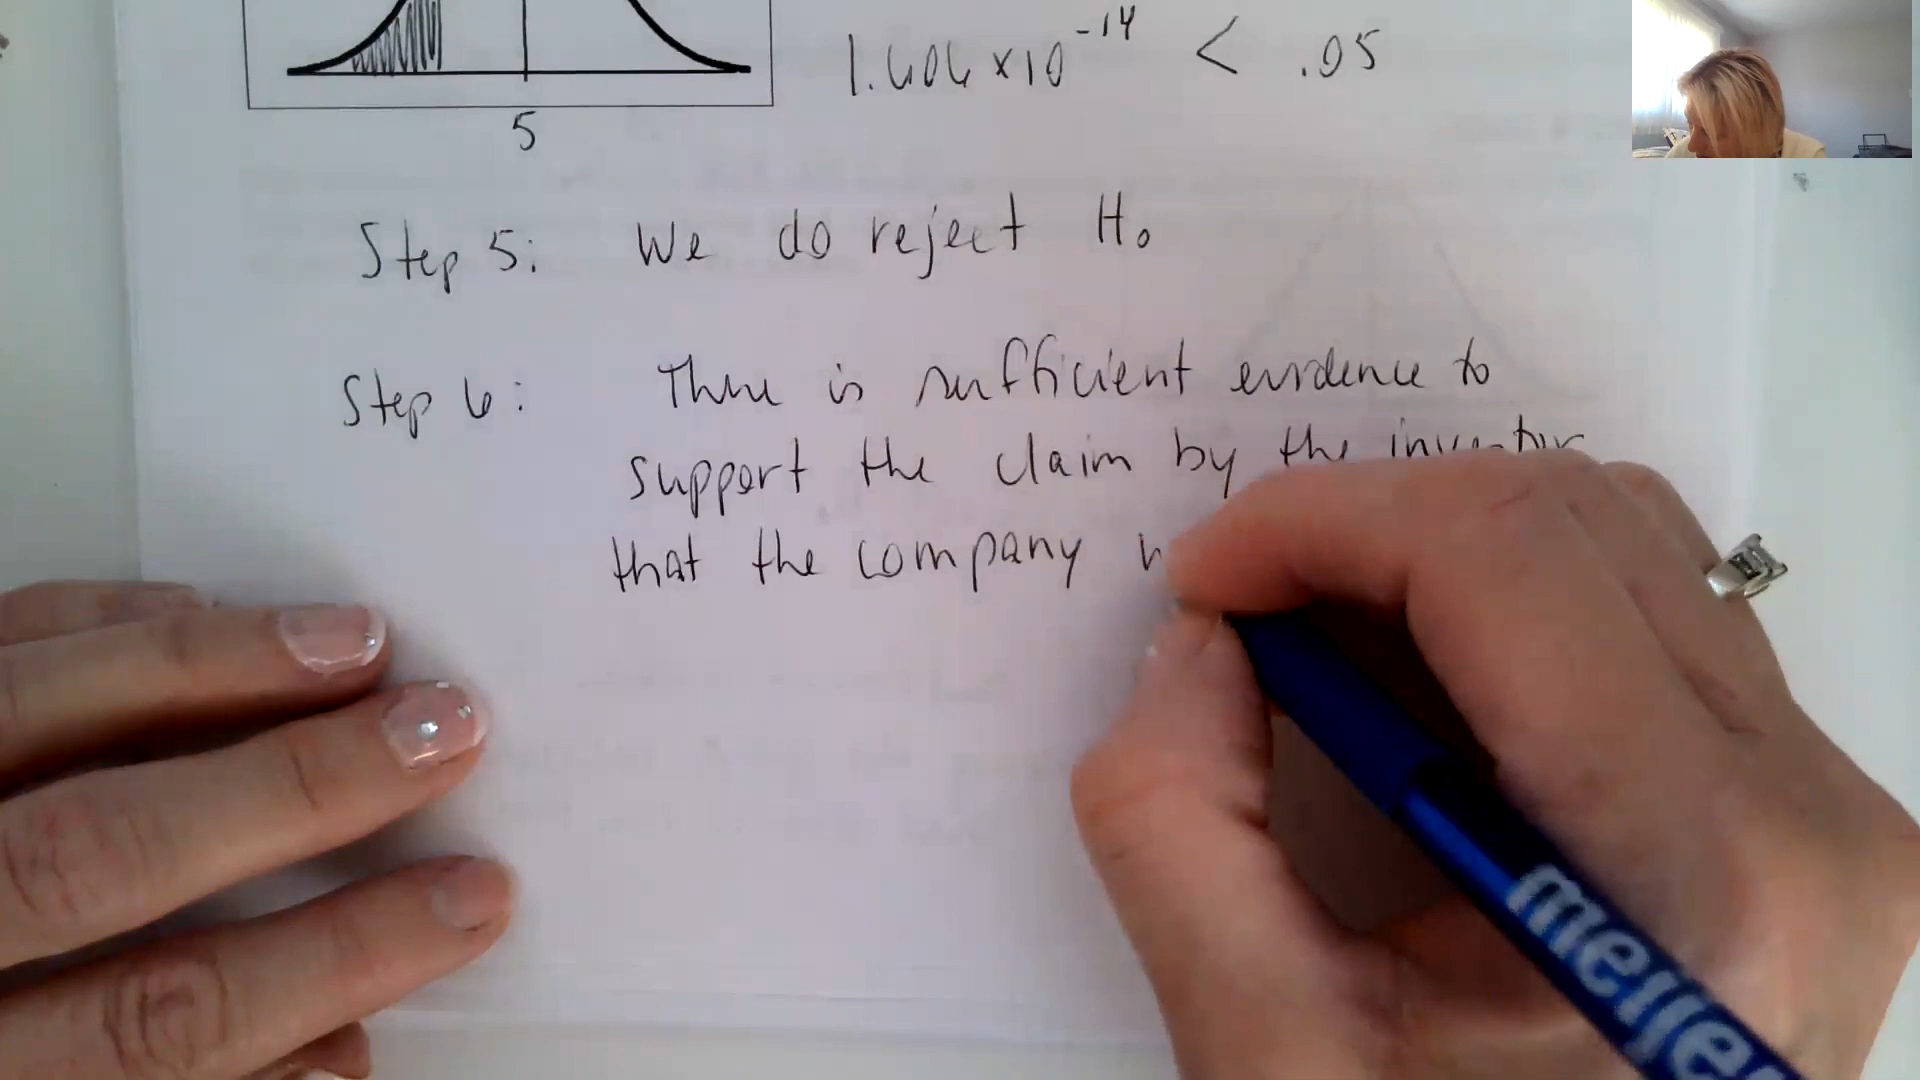 1.606 x 10^-14 < .05
5
Step 5: We do reject H₀
Step 6: There is sufficient evidence to
support the claim by the inventor
that the company
meijer